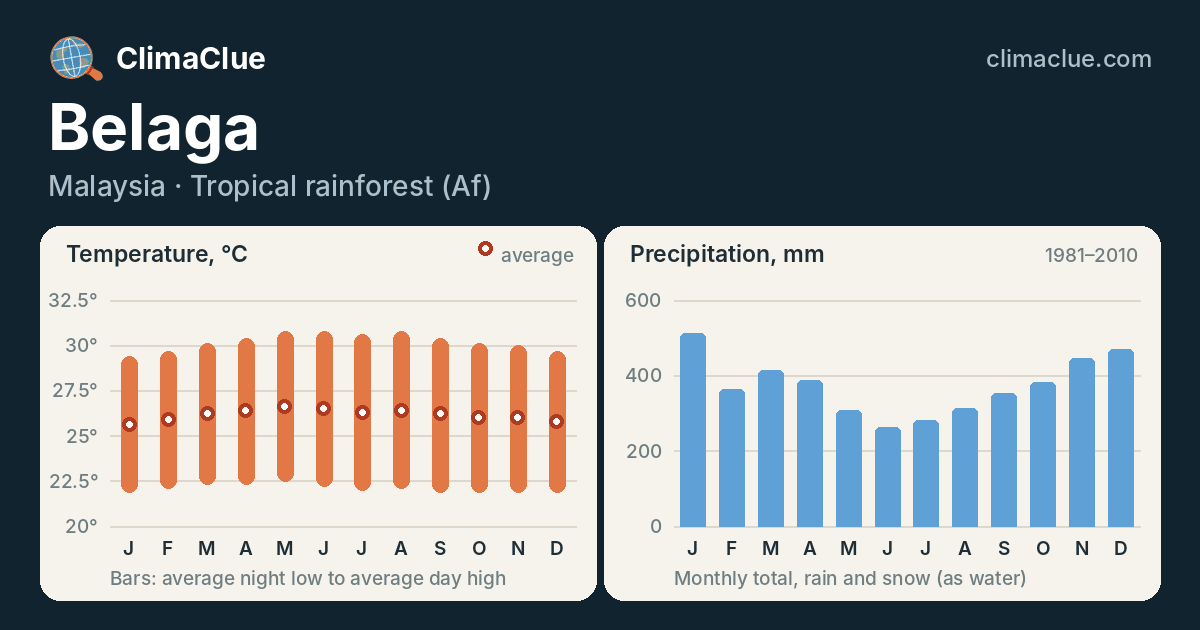 ClimaClue
climaclue.com
Belaga
Malaysia · Tropical rainforest (Af)
Temperature, °C
average
32.5°
30°
27.5°
25°
22.5°
20°
J F M A M J J A S O N D
Bars: average night low to average day high
Precipitation, mm
1981–2010
600
400
200
0
J F M A M J J A S O N D
Monthly total, rain and snow (as water)